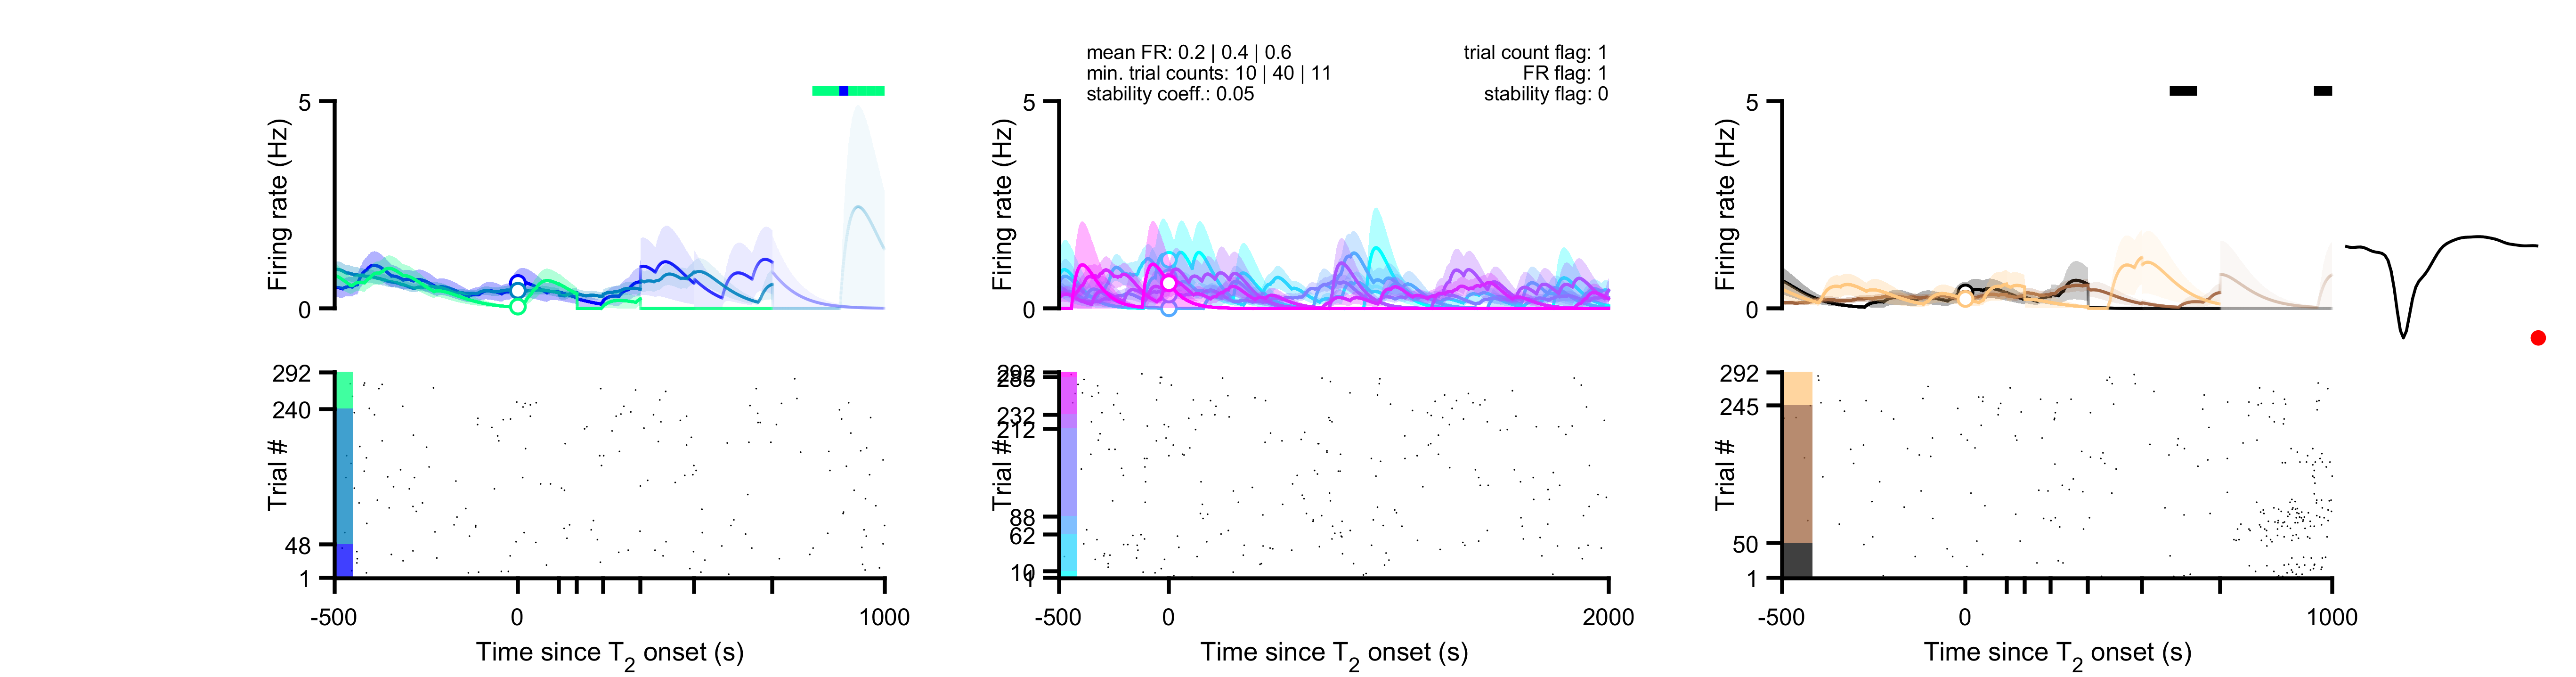 mean FR: 0.2 | 0.4 | 0.6
min. trial counts: 10 | 40 | 11
stability coeff.: 0.05
trial count flag: 1
FR flag: 1
stability flag: 0
5
0
Firing rate (Hz)
292
240
48
1
Trial #
-500
0
1000
Time since T2 onset (s)
5
0
Firing rate (Hz)
292
232
212
88
62
10
Trial #
-500
0
2000
Time since T2 onset (s)
5
0
Firing rate (Hz)
292
245
50
1
Trial #
-500
0
1000
Time since T2 onset (s)